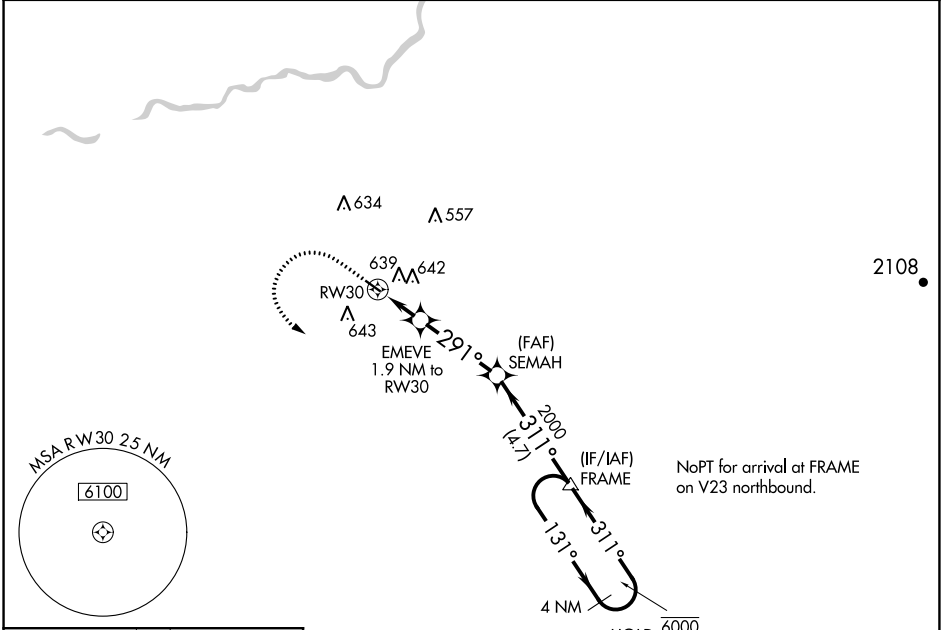 634
557
2108
639
642
RW30
643
EMEVE
1.9 NM to
RW30
291°
(FAF)
SEMAH
2000
311°
(4.7)
(IF/IAF)
FRAME
NoPT for arrival at FRAME
on V23 northbound.
MSA RW30 25 NM
6100
131°
311°
4 NM
6000